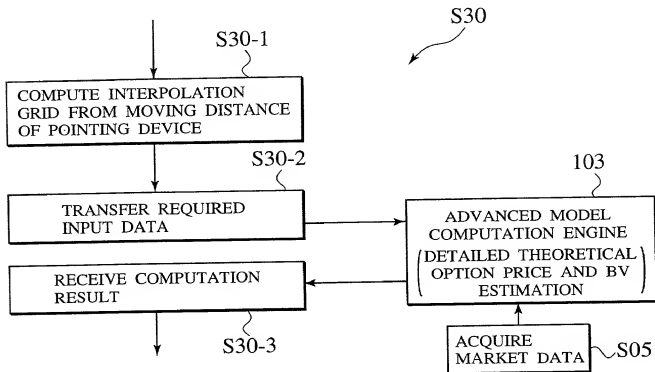 S30
S30-1
COMPUTE INTERPOLATION
GRID FROM MOVING DISTANCE
OF POINTING DEVICE
S30-2
TRANSFER REQUIRED
INPUT DATA
103
ADVANCED MODEL
COMPUTATION ENGINE
(DETAILED THEORETICAL
OPTION PRICE AND BV
ESTIMATION)
RECEIVE COMPUTATION
RESULT
S30-3
ACQUIRE
MARKET DATA
S05